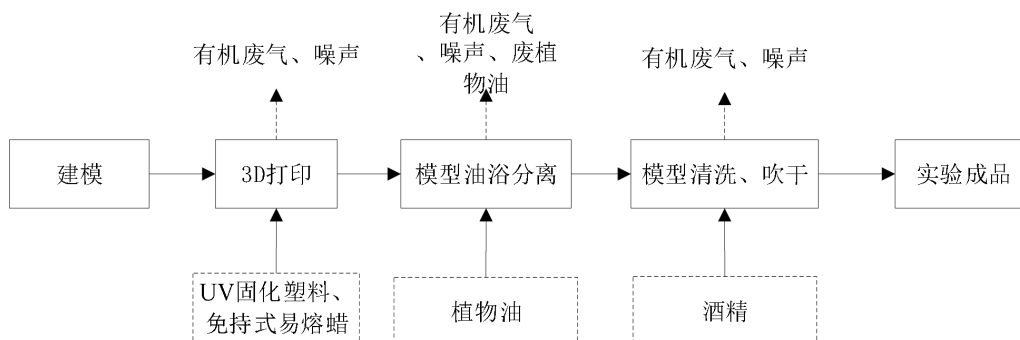 有机废气、噪声
有机废气
、噪声、废植
物油
有机废气、噪声
建模
3D打印
模型油浴分离
模型清洗、吹干
实验成品
UV固化塑料、
免持式易熔蜡
植物油
酒精